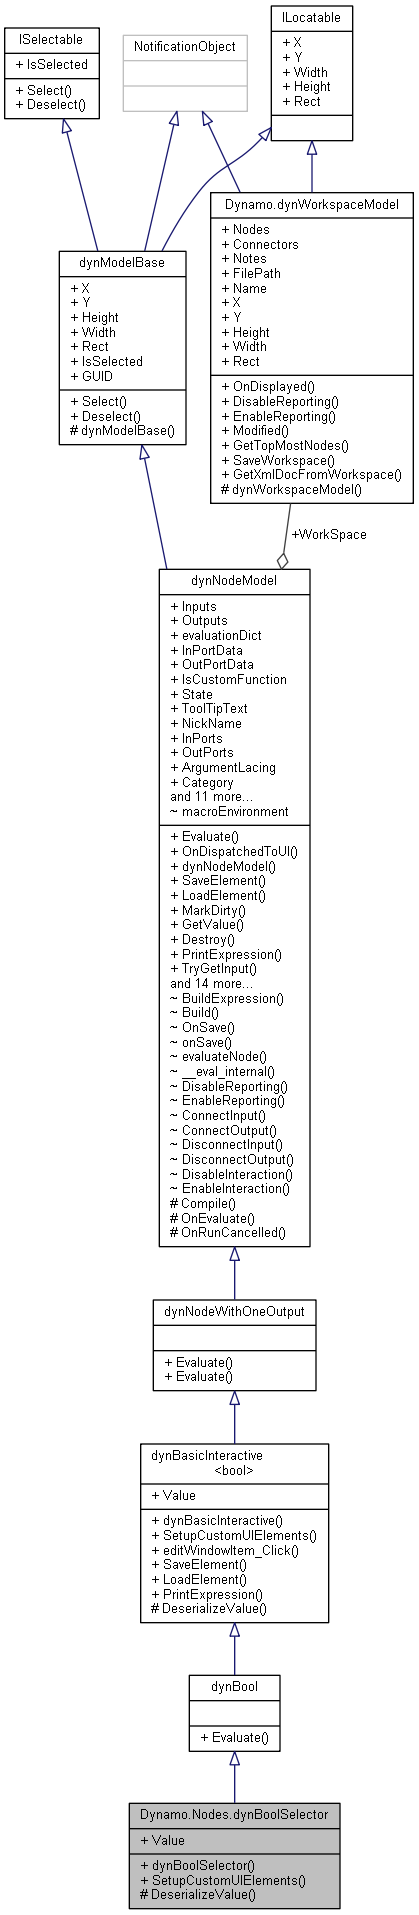 ISelectable
+ IsSelected
+ Select()
+ Deselect()
NotificationObject
ILocatable
+ X
+ Y
+ Width
+ Height
+ Rect
dynModelBase
+ X
+ Y
+ Height
+ Width
+ Rect
+ IsSelected
+ GUID
+ Select()
+ Deselect()
# dynModelBase()
Dynamo.dynWorkspaceModel
+ Nodes
+ Connectors
+ Notes
+ FilePath
+ Name
+ X
+ Y
+ Height
+ Width
+ Rect
+ OnDisplayed()
+ DisableReporting()
+ EnableReporting()
+ Modified()
+ GetTopMostNodes()
+ SaveWorkspace()
+ GetXmlDocFromWorkspace()
# dynWorkspaceModel()
+WorkSpace
dynNodeModel
+ Inputs
+ Outputs
+ evaluationDict
+ InPortData
+ OutPortData
+ IsCustomFunction
+ State
+ ToolTipText
+ NickName
+ InPorts
+ OutPorts
+ ArgumentLacing
+ Category
and 11 more...
~ macroEnvironment
+ Evaluate()
+ OnDispatchedToUI()
+ dynNodeModel()
+ SaveElement()
+ LoadElement()
+ MarkDirty()
+ GetValue()
+ Destroy()
+ PrintExpression()
+ TryGetInput()
and 14 more...
~ BuildExpression()
~ Build()
~ OnSave()
~ onSave()
~ evaluateNode()
~ __eval_internal()
~ DisableReporting()
~ EnableReporting()
~ ConnectInput()
~ ConnectOutput()
~ DisconnectInput()
~ DisconnectOutput()
~ DisableInteraction()
~ EnableInteraction()
# Compile()
# OnEvaluate()
# OnRunCancelled()
dynNodeWithOneOutput
+ Evaluate()
+ Evaluate()
dynBasicInteractive
<bool>
+ Value
+ dynBasicInteractive()
+ SetupCustomUIElements()
+ editWindowItem_Click()
+ SaveElement()
+ LoadElement()
+ PrintExpression()
# DeserializeValue()
dynBool
+ Evaluate()
Dynamo.Nodes.dynBoolSelector
+ Value
+ dynBoolSelector()
+ SetupCustomUIElements()
# DeserializeValue()